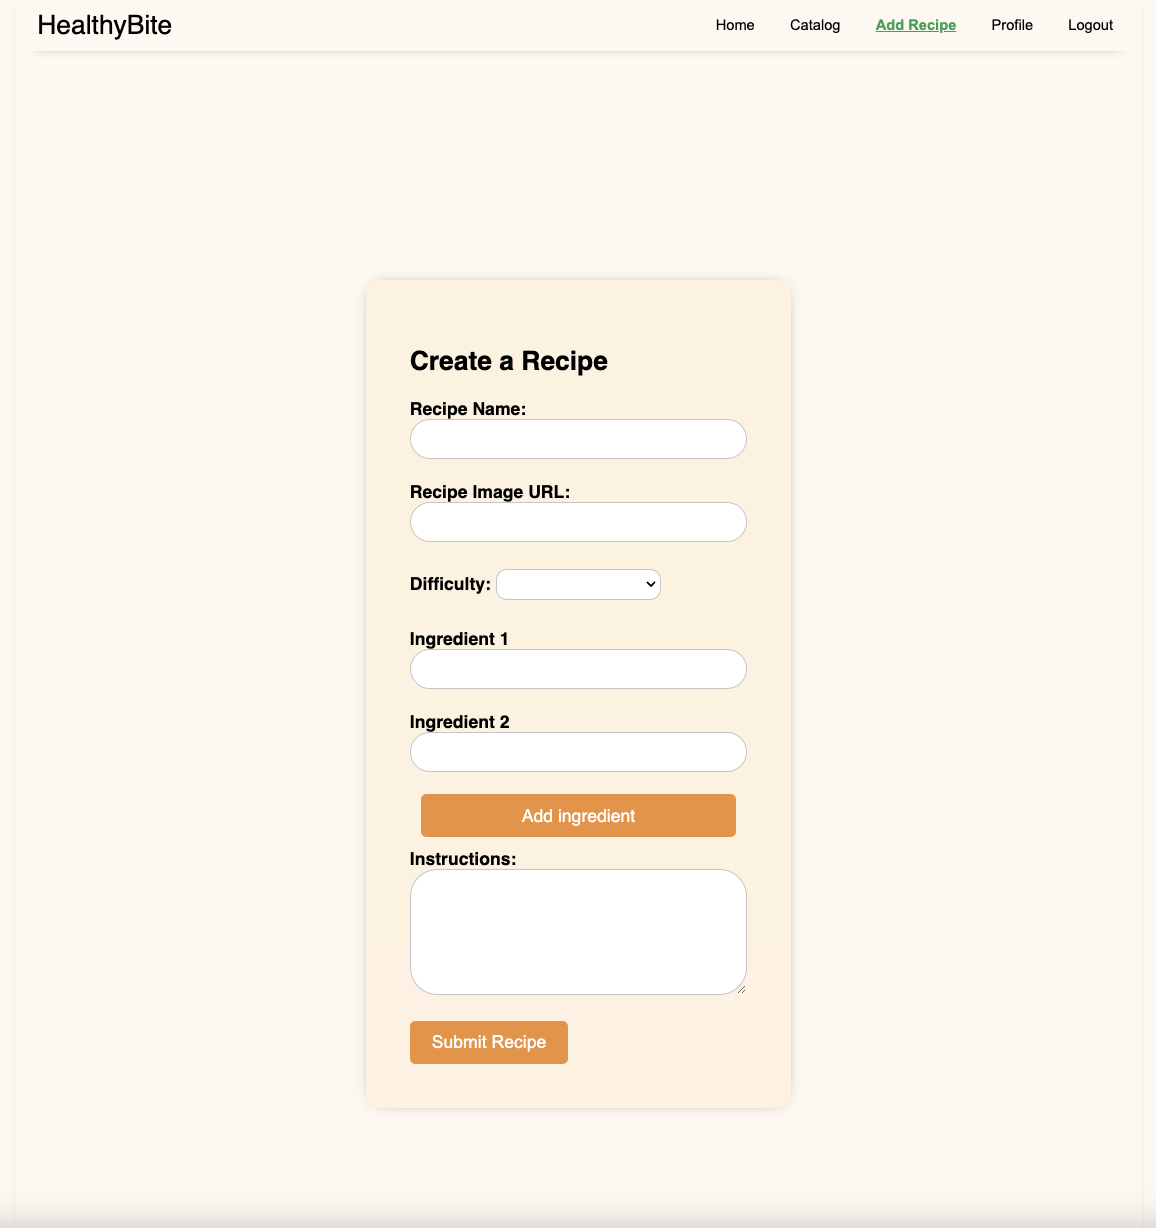 HealthyBite
Home Catalog Add Recipe Profile Logout
Create a Recipe
Recipe Name:
Recipe Image URL:
Difficulty:
Ingredient 1
Ingredient 2
Add ingredient
Instructions:
Submit Recipe